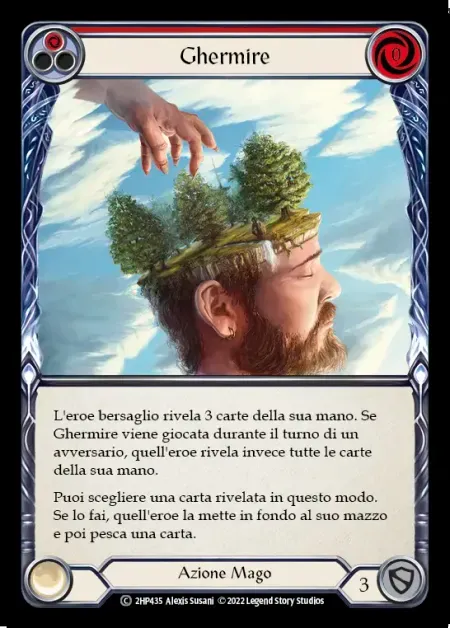 Ghermire
0
L'eroe bersaglio rivela 3 carte della sua mano. Se
Ghermire viene giocata durante il turno di un
avversario, quell'eroe rivela invece tutte le carte
della sua mano.
Puoi scegliere una carta rivelata in questo modo.
Se lo fai, quell'eroe la mette in fondo al suo mazzo
e poi pesca una carta.
Azione Mago
3
C 2HP435 Alexis Susani © 2022 Legend Story Studios